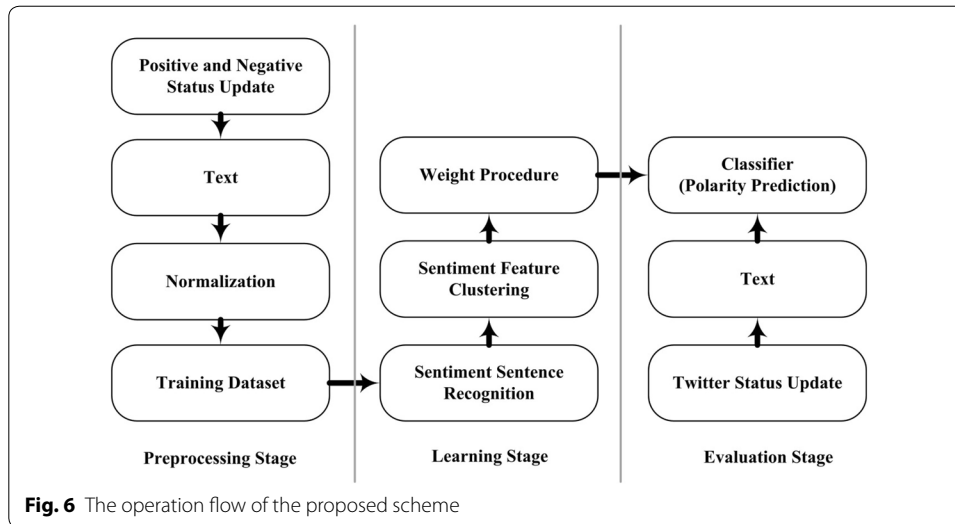 Positive and Negative
Status Update
Text
Normalization
Training Dataset
Preprocessing Stage
Weight Procedure
Sentiment Feature
Clustering
Sentiment Sentence
Recognition
Learning Stage
Classifier
(Polarity Prediction)
Text
Twitter Status Update
Evaluation Stage
Fig. 6 The operation flow of the proposed scheme